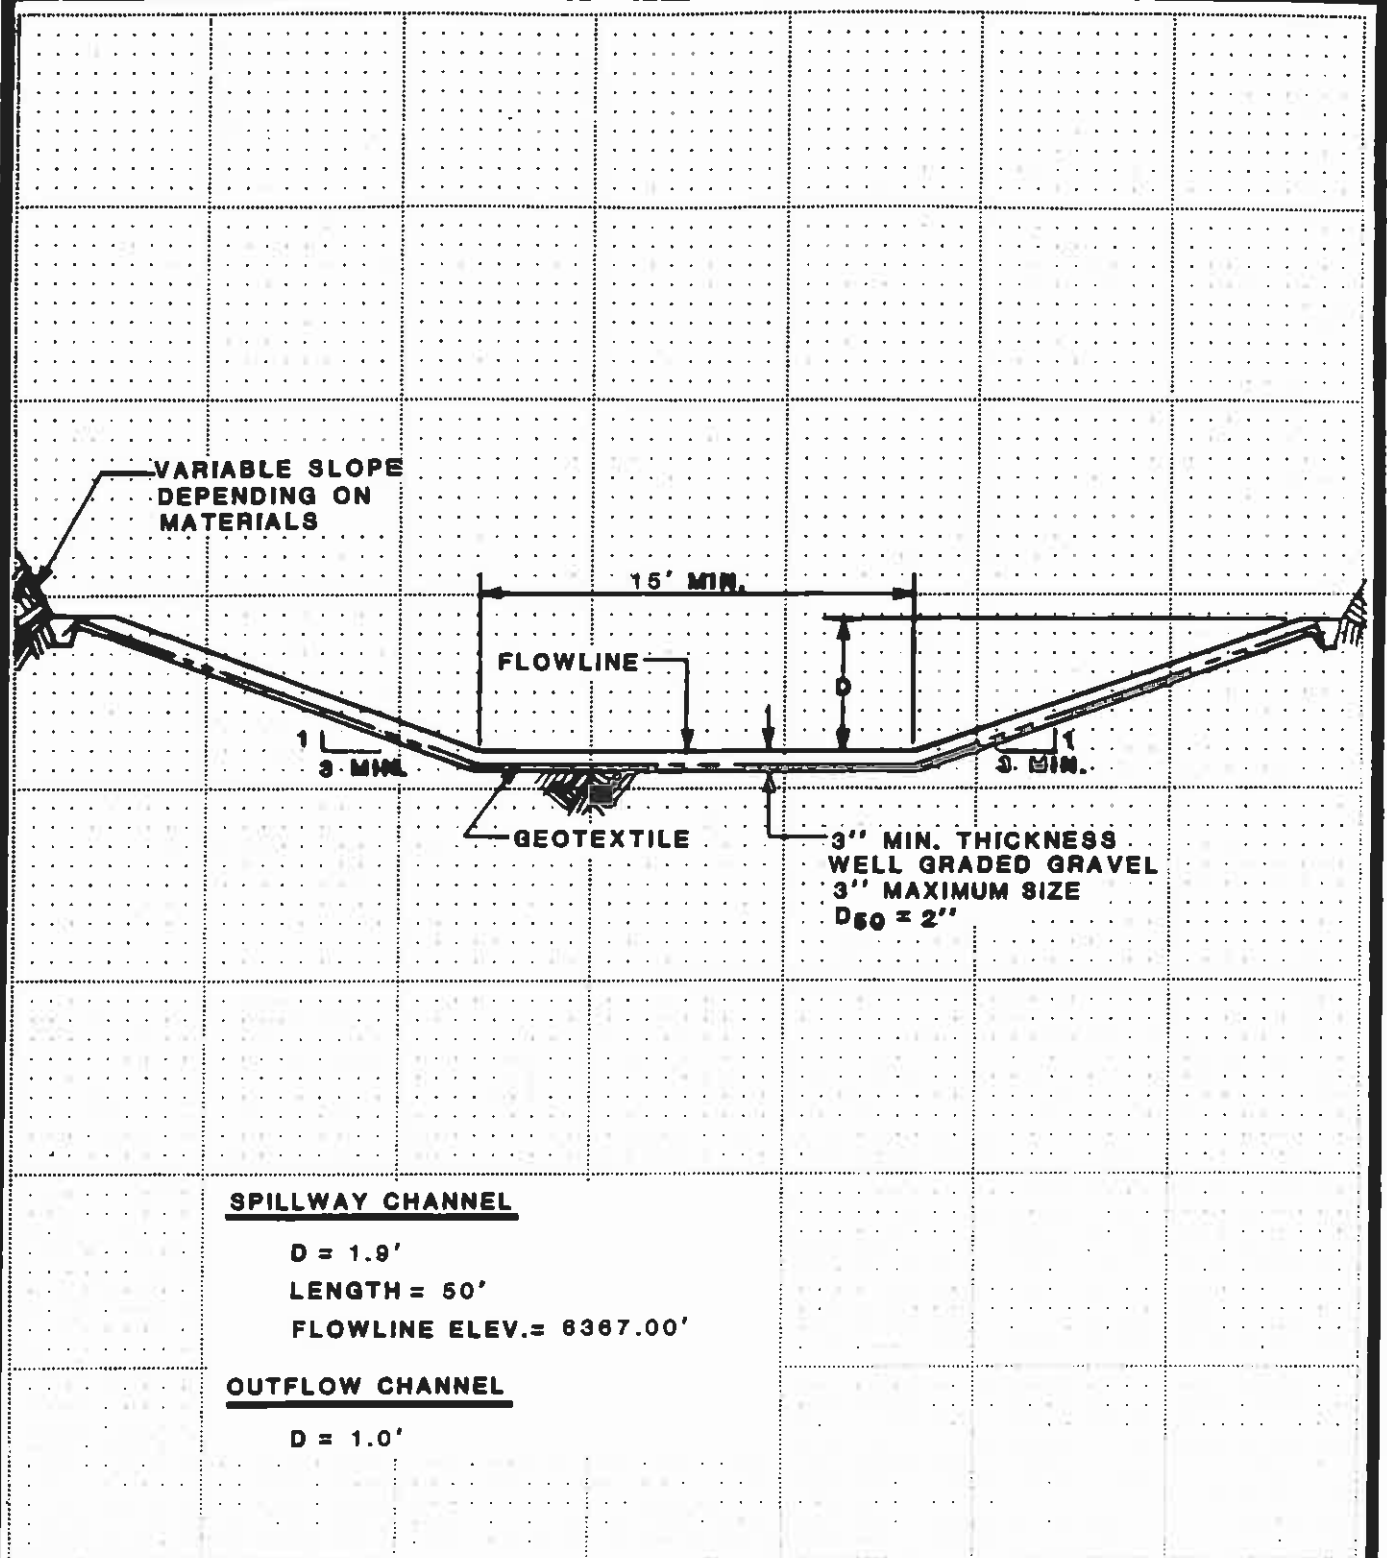 VARIABLE SLOPE
DEPENDING ON
MATERIALS
15' MIN.
FLOWLINE
D
1
3 MIN.
1
3 MIN.
GEOTEXTILE
3'' MIN. THICKNESS
WELL GRADED GRAVEL
3'' MAXIMUM SIZE
D50 = 2''
SPILLWAY CHANNEL
D = 1.9'
LENGTH = 50'
FLOWLINE ELEV.= 6367.00'
OUTFLOW CHANNEL
D = 1.0'